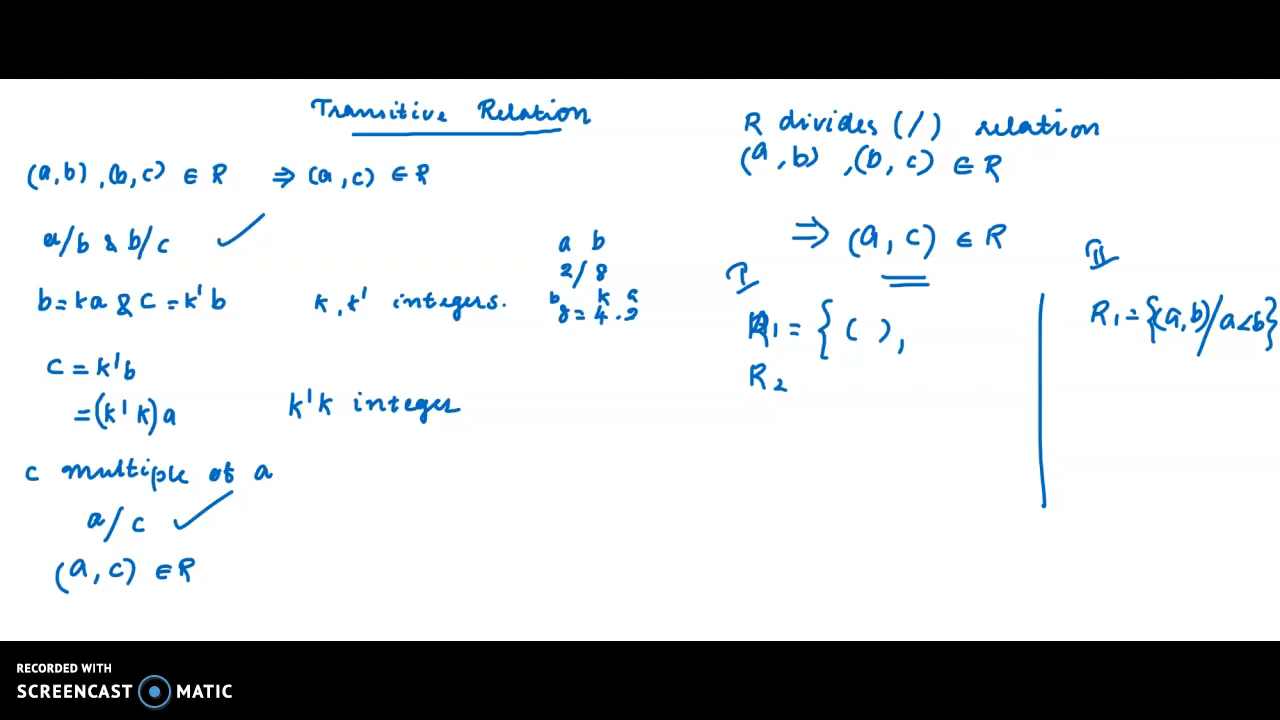 Transitive Relation
(a,b), (b,c) ∈ R ⇒ (a,c) ∈ R
a/b & b/c ✓
b=ka & c=k'b k,k' integers.
a b
2/8
b k a
8=4.2
c = k'b
=(k'k)a k'k integer
c multiple of a
a/c ✓
(a,c) ∈ R
R divides (/) relation
(a,b), (b,c) ∈ R
⇒ (a,c) ∈ R
I
R₁ = { ( ),
R₂
II
R₁={(a,b)/a<b}
RECORDED WITH
SCREENCAST MATIC